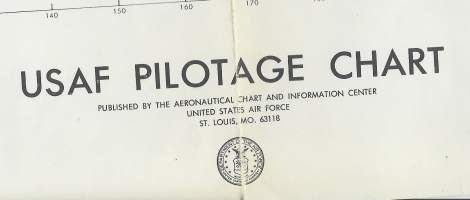 140 150 160 170
USAF PILOTAGE CHART
PUBLISHED BY THE AERONAUTICAL CHART AND INFORMATION CENTER
UNITED STATES AIR FORCE
ST. LOUIS, MO. 63118